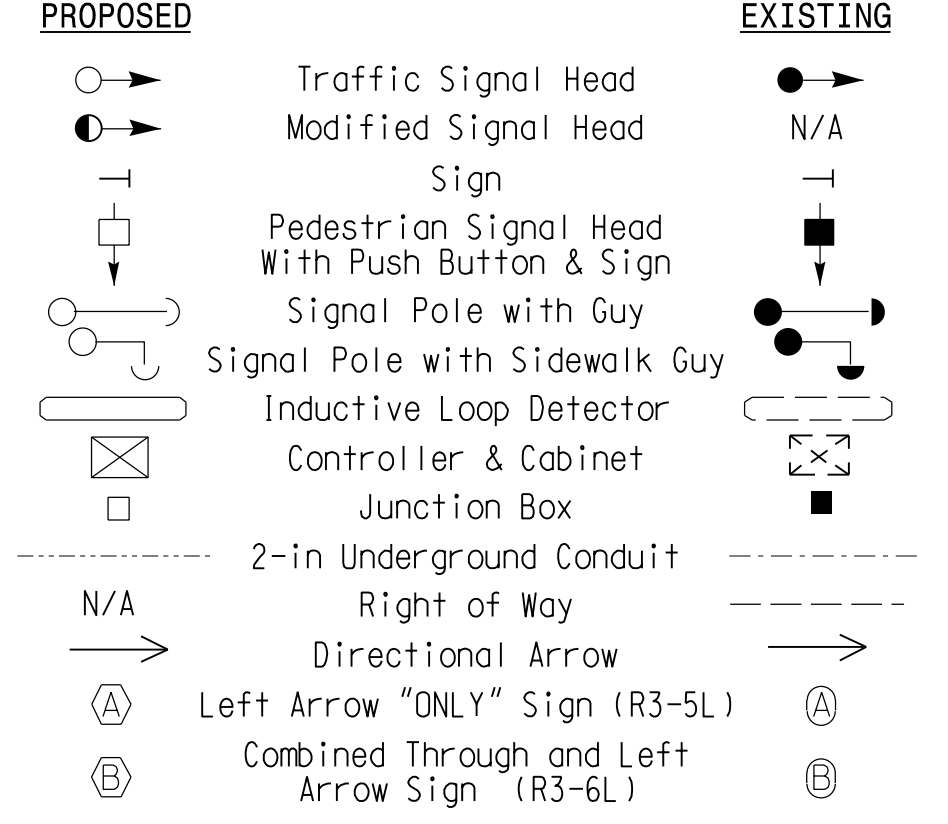 PROPOSED EXISTING
Traffic Signal Head
Modified Signal Head N/A
Sign
Pedestrian Signal Head
With Push Button & Sign
Signal Pole with Guy
Signal Pole with Sidewalk Guy
Inductive Loop Detector
Controller & Cabinet
Junction Box
2-in Underground Conduit
N/A Right of Way
Directional Arrow
A Left Arrow "ONLY" Sign (R3-5L) A
Combined Through and Left
B Arrow Sign (R3-6L) B